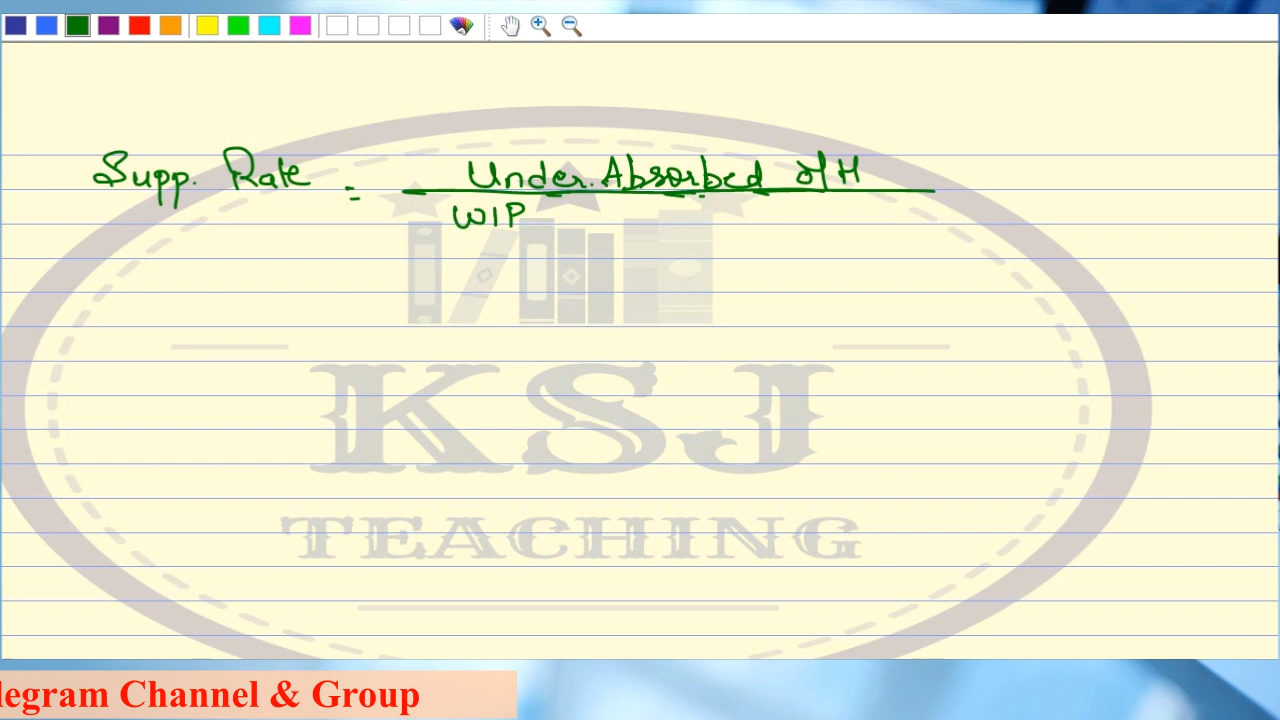 Supp. Rate = Under.Absorbed O/H
WIP
KSJ
TEACHING
legram Channel & Group